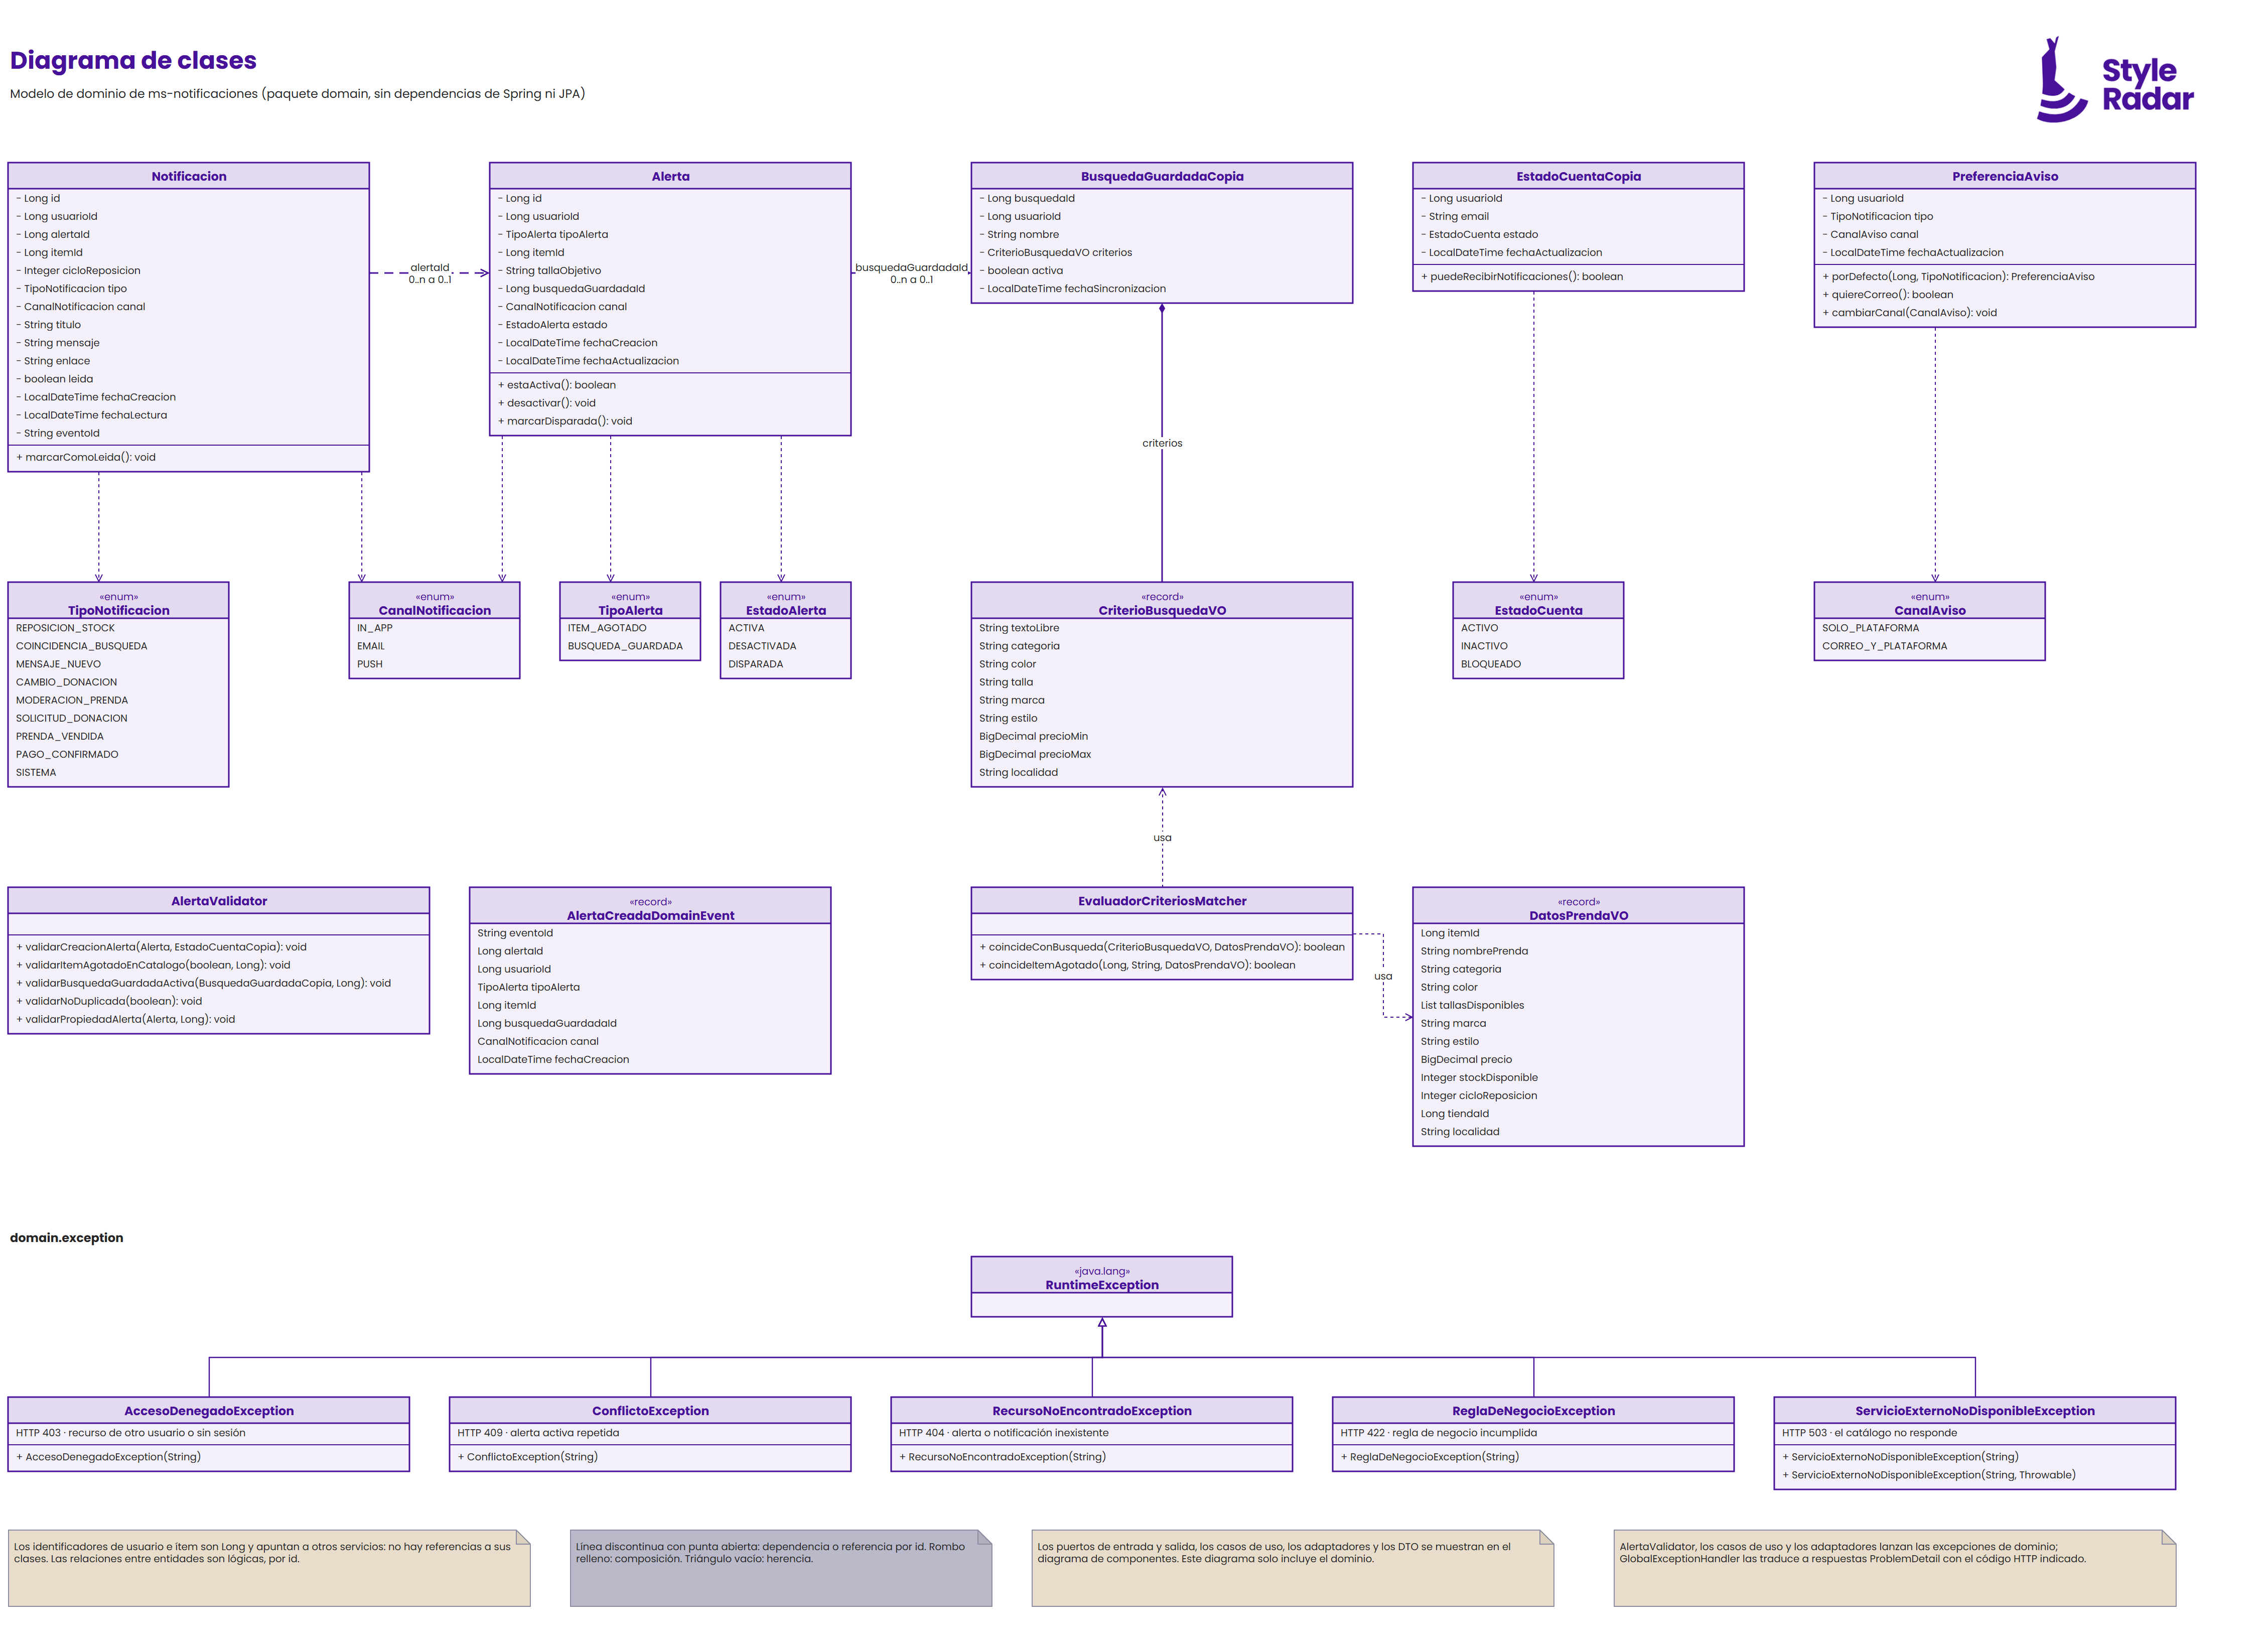 Diagrama de clases
Modelo de dominio de ms-notificaciones (paquete domain, sin dependencias de Spring ni JPA)
Style
Radar
Notificacion
- Long id
- Long usuarioId
- Long alertaId
- Long itemId
- Integer cicloReposicion
- TipoNotificacion tipo
- CanalNotificacion canal
- String titulo
- String mensaje
- String enlace
- boolean leida
- LocalDateTime fechaCreacion
- LocalDateTime fechaLectura
- String eventoId
+ marcarComoLeida(): void
alertaId
0..n a 0..1
Alerta
- Long id
- Long usuarioId
- TipoAlerta tipoAlerta
- Long itemId
- String tallaObjetivo
- Long busquedaGuardadaId
- CanalNotificacion canal
- EstadoAlerta estado
- LocalDateTime fechaCreacion
- LocalDateTime fechaActualizacion
+ estaActiva(): boolean
+ desactivar(): void
+ marcarDisparada(): void
busquedaGuardadaId
0..n a 0..1
BusquedaGuardadaCopia
- Long busquedaId
- Long usuarioId
- String nombre
- CriterioBusquedaVO criterios
- boolean activa
- LocalDateTime fechaSincronizacion
EstadoCuentaCopia
- Long usuarioId
- String email
- EstadoCuenta estado
- LocalDateTime fechaActualizacion
+ puedeRecibirNotificaciones(): boolean
PreferenciaAviso
- Long usuarioId
- TipoNotificacion tipo
- CanalAviso canal
- LocalDateTime fechaActualizacion
+ porDefecto(Long, TipoNotificacion): PreferenciaAviso
+ quiereCorreo(): boolean
+ cambiarCanal(CanalAviso): void
criterios
«enum»
TipoNotificacion
REPOSICION_STOCK
COINCIDENCIA_BUSQUEDA
MENSAJE_NUEVO
CAMBIO_DONACION
MODERACION_PRENDA
SOLICITUD_DONACION
PRENDA_VENDIDA
PAGO_CONFIRMADO
SISTEMA
«enum»
CanalNotificacion
IN_APP
EMAIL
PUSH
«enum»
TipoAlerta
ITEM_AGOTADO
BUSQUEDA_GUARDADA
«enum»
EstadoAlerta
ACTIVA
DESACTIVADA
DISPARADA
«record»
CriterioBusquedaVO
String textoLibre
String categoria
String color
String talla
String marca
String estilo
BigDecimal precioMin
BigDecimal precioMax
String localidad
«enum»
EstadoCuenta
ACTIVO
INACTIVO
BLOQUEADO
«enum»
CanalAviso
SOLO_PLATAFORMA
CORREO_Y_PLATAFORMA
usa
AlertaValidator
+ validarCreacionAlerta(Alerta, EstadoCuentaCopia): void
+ validarItemAgotadoEnCatalogo(boolean, Long): void
+ validarBusquedaGuardadaActiva(BusquedaGuardadaCopia, Long): void
+ validarNoDuplicada(boolean): void
+ validarPropiedadAlerta(Alerta, Long): void
«record»
AlertaCreadaDomainEvent
String eventoId
Long alertaId
Long usuarioId
TipoAlerta tipoAlerta
Long itemId
Long busquedaGuardadaId
CanalNotificacion canal
LocalDateTime fechaCreacion
EvaluadorCriteriosMatcher
+ coincideConBusqueda(CriterioBusquedaVO, DatosPrendaVO): boolean
+ coincideItemAgotado(Long, String, DatosPrendaVO): boolean
usa
«record»
DatosPrendaVO
Long itemId
String nombrePrenda
String categoria
String color
List tallasDisponibles
String marca
String estilo
BigDecimal precio
Integer stockDisponible
Integer cicloReposicion
Long tiendaId
String localidad
domain.exception
«java.lang»
RuntimeException
AccesoDenegadoException
HTTP 403 · recurso de otro usuario o sin sesión
+ AccesoDenegadoException(String)
ConflictoException
HTTP 409 · alerta activa repetida
+ ConflictoException(String)
RecursoNoEncontradoException
HTTP 404 · alerta o notificación inexistente
+ RecursoNoEncontradoException(String)
ReglaDeNegocioException
HTTP 422 · regla de negocio incumplida
+ ReglaDeNegocioException(String)
ServicioExternoNoDisponibleException
HTTP 503 · el catálogo no responde
+ ServicioExternoNoDisponibleException(String)
+ ServicioExternoNoDisponibleException(String, Throwable)
Los identificadores de usuario e ítem son Long y apuntan a otros servicios: no hay referencias a sus
clases. Las relaciones entre entidades son lógicas, por id.
Línea discontinua con punta abierta: dependencia o referencia por id. Rombo
relleno: composición. Triángulo vacío: herencia.
Los puertos de entrada y salida, los casos de uso, los adaptadores y los DTO se muestran en el
diagrama de componentes. Este diagrama solo incluye el dominio.
AlertaValidator, los casos de uso y los adaptadores lanzan las excepciones de dominio;
GlobalExceptionHandler las traduce a respuestas ProblemDetail con el código HTTP indicado.